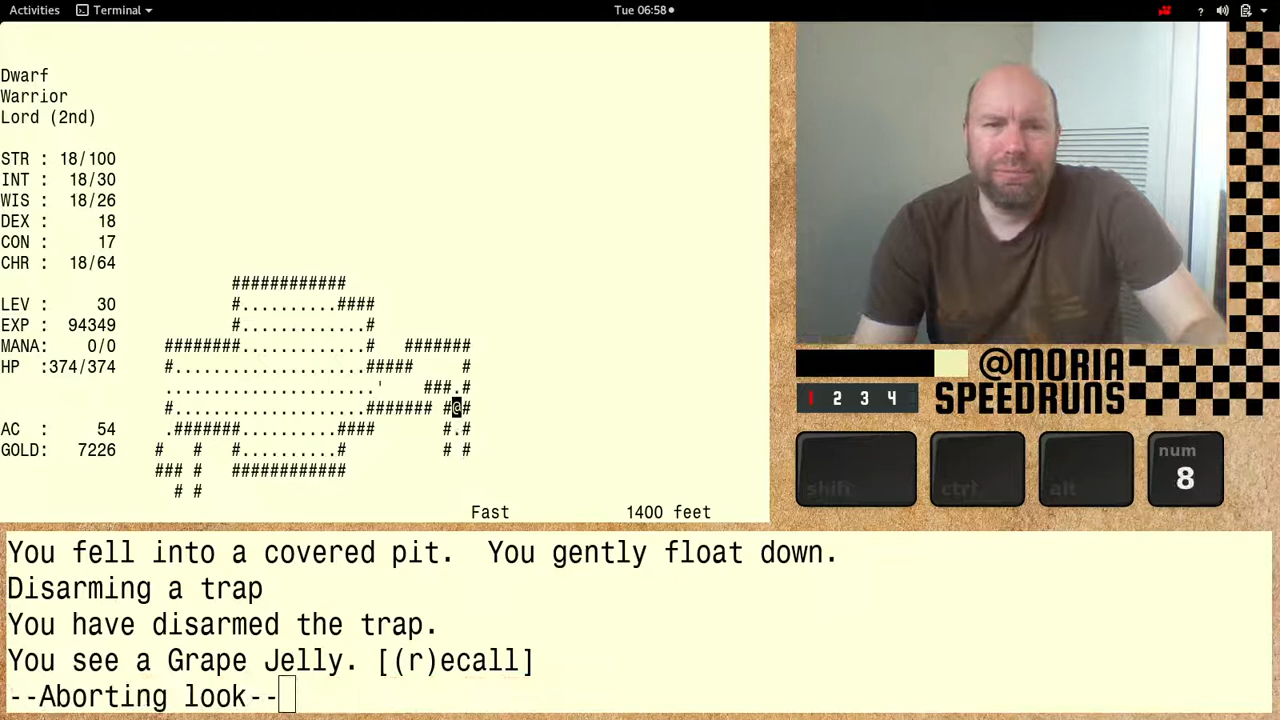 Activities Terminal Tue 06:58 ?
Dwarf
Warrior
Lord (2nd)
STR : 18/100
INT : 18/30
WIS : 18/26
DEX : 18
CON : 17
CHR : 18/64
############
LEV : 30 #..........####
EXP : 94349 #.............#
MANA: 0/0 ########.............# #######
HP :374/374 #....................##### #
......................' ###.#
#....................####### #@#
AC : 54 .#######..........#### #.#
GOLD: 7226 # # #..........# # #
### # ############
# #
Fast 1400 feet
@MORIA
SPEEDRUNS
1 2 3 4
shift ctrl alt num
8
You fell into a covered pit. You gently float down.
Disarming a trap
You have disarmed the trap.
You see a Grape Jelly. [(r)ecall]
--Aborting look--